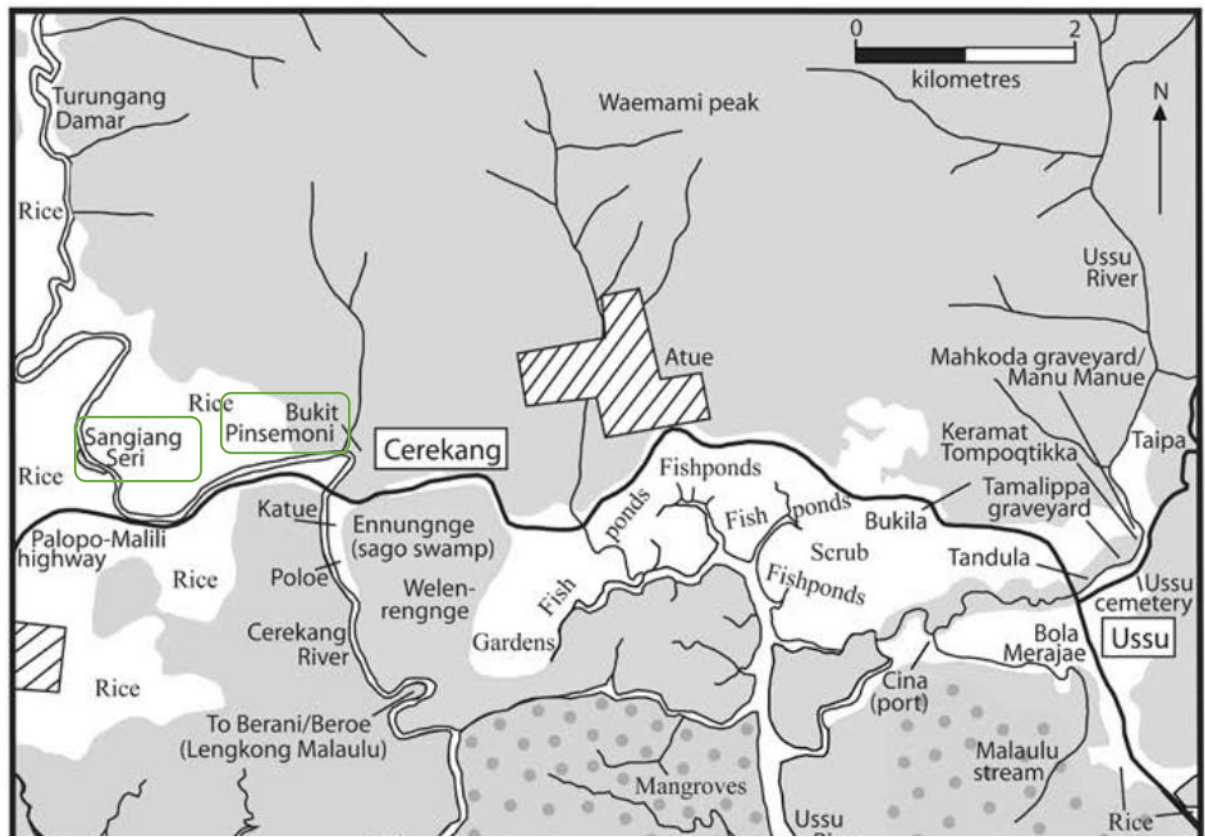 0
2
kilometres
N
Turungang
Damar
Waemami peak
Rice
Ussu
River
Mahkoda graveyard/
Manu Manue
Atue
Rice
Bukit
Pinsemoni
Sangiang
Seri
Cerekang
Keramat
Tompoqtikka
Taipa
Rice
Fishponds
Tamalippa
graveyard
Katue
Ennungnge
(sago swamp)
Fish
ponds
Fish
ponds
Bukila
Palopo-Malili
highway
Scrub
Tandula
Rice
Poloe
Welen-
rengnge
Fishponds
Ussu
cemetery
Gardens
Cerekang
River
Bola
Merajae
Ussu
Rice
Cina
(port)
To Berani/Beroe
(Lengkong Malaulu)
Mangroves
Malaulu
stream
Ussu
Rice